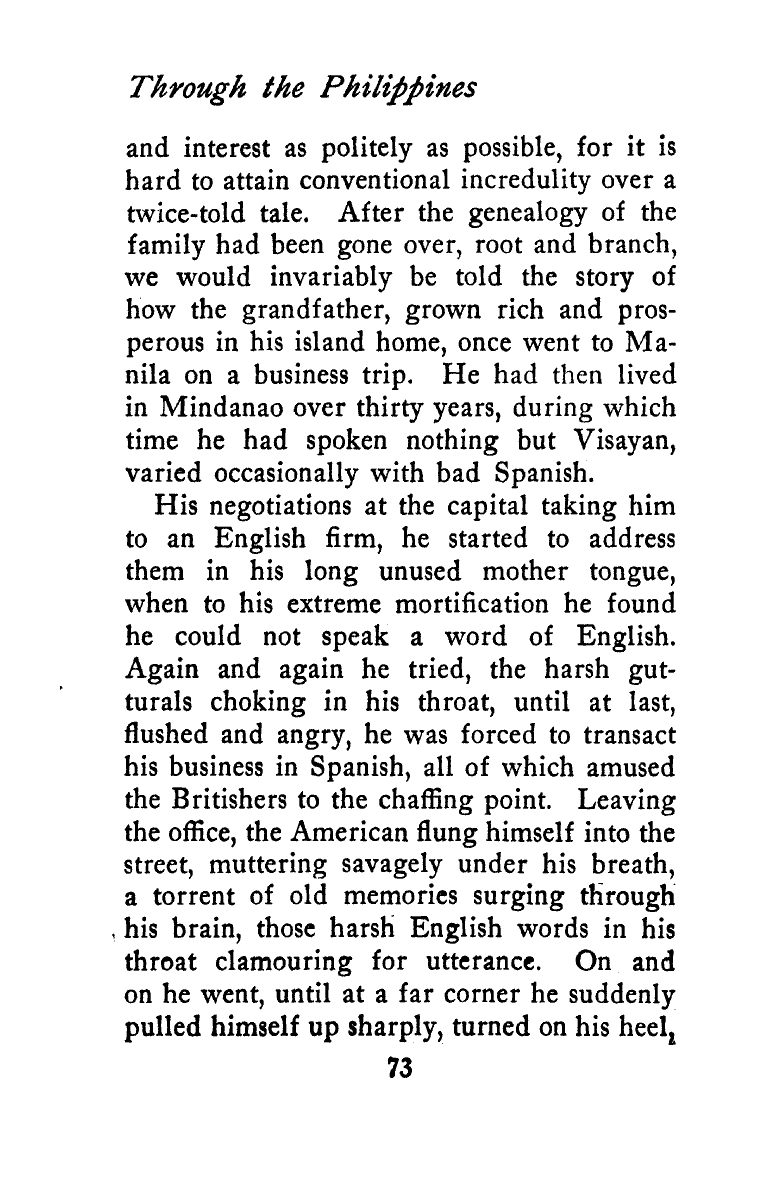 Through the Philippines
and interest as politely as possible, for it is
hard to attain conventional incredulity over a
twice-told tale. After the genealogy of the
family had been gone over, root and branch,
we would invariably be told the story of
how the grandfather, grown rich and pros-
perous in his island home, once went to Ma-
nila on a business trip. He had then lived
in Mindanao over thirty years, during which
time he had spoken nothing but Visayan,
varied occasionally with bad Spanish.
His negotiations at the capital taking him
to an English firm, he started to address
them in his long unused mother tongue,
when to his extreme mortification he found
he could not speak a word of English.
Again and again he tried, the harsh gut-
turals choking in his throat, until at last,
flushed and angry, he was forced to transact
his business in Spanish, all of which amused
the Britishers to the chaffing point. Leaving
the office, the American flung himself into the
street, muttering savagely under his breath,
a torrent of old memories surging through
his brain, those harsh English words in his
throat clamouring for utterance. On and
on he went, until at a far corner he suddenly
pulled himself up sharply, turned on his heel,
73